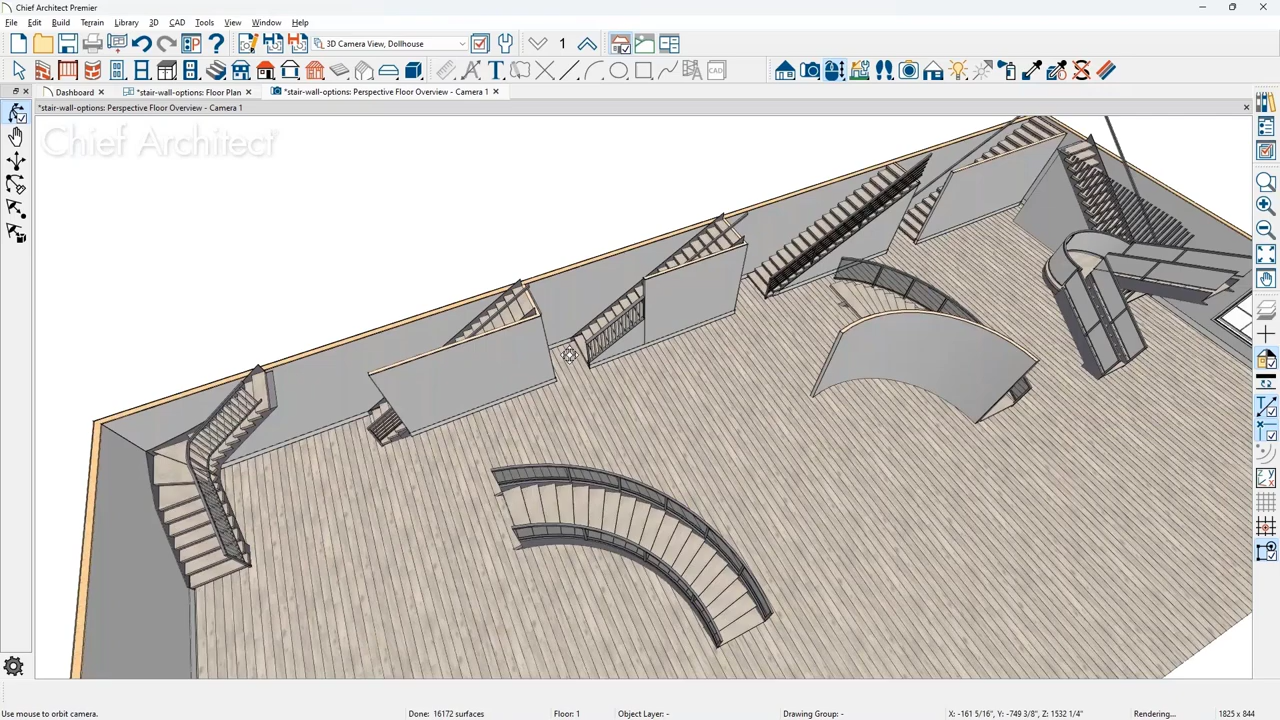 Chief Architect Premier
File Edit Build Terrain Library 3D CAD Tools View Window Help
3D Camera View, Dollhouse
1
CAD
Dashboard
*stair-wall-options: Floor Plan
*stair-wall-options: Perspective Floor Overview - Camera 1
*stair-wall-options: Perspective Floor Overview - Camera 1
Chief Architect
Use mouse to orbit camera.
Done: 16172 surfaces
Floor: 1
Object Layer: -
Drawing Group: -
X: -161 5/16", Y: -749 3/8", Z: 1532 1/4"
Rendering...
1825 x 844